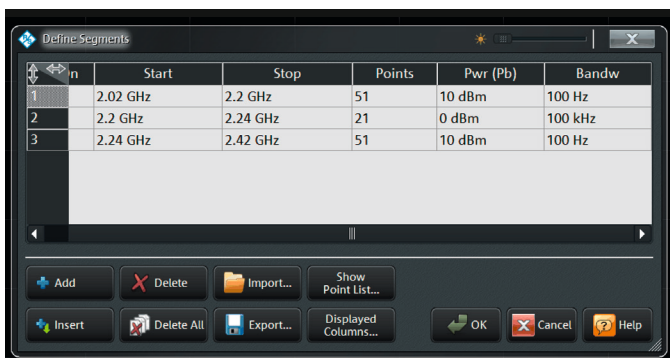 Define Segments
n Start Stop Points Pwr (Pb) Bandw
1 2.02 GHz 2.2 GHz 51 10 dBm 100 Hz
2 2.2 GHz 2.24 GHz 21 0 dBm 100 kHz
3 2.24 GHz 2.42 GHz 51 10 dBm 100 Hz
Add Delete Import... Show
Point List...
Insert Delete All Export... Displayed
Columns... OK Cancel Help